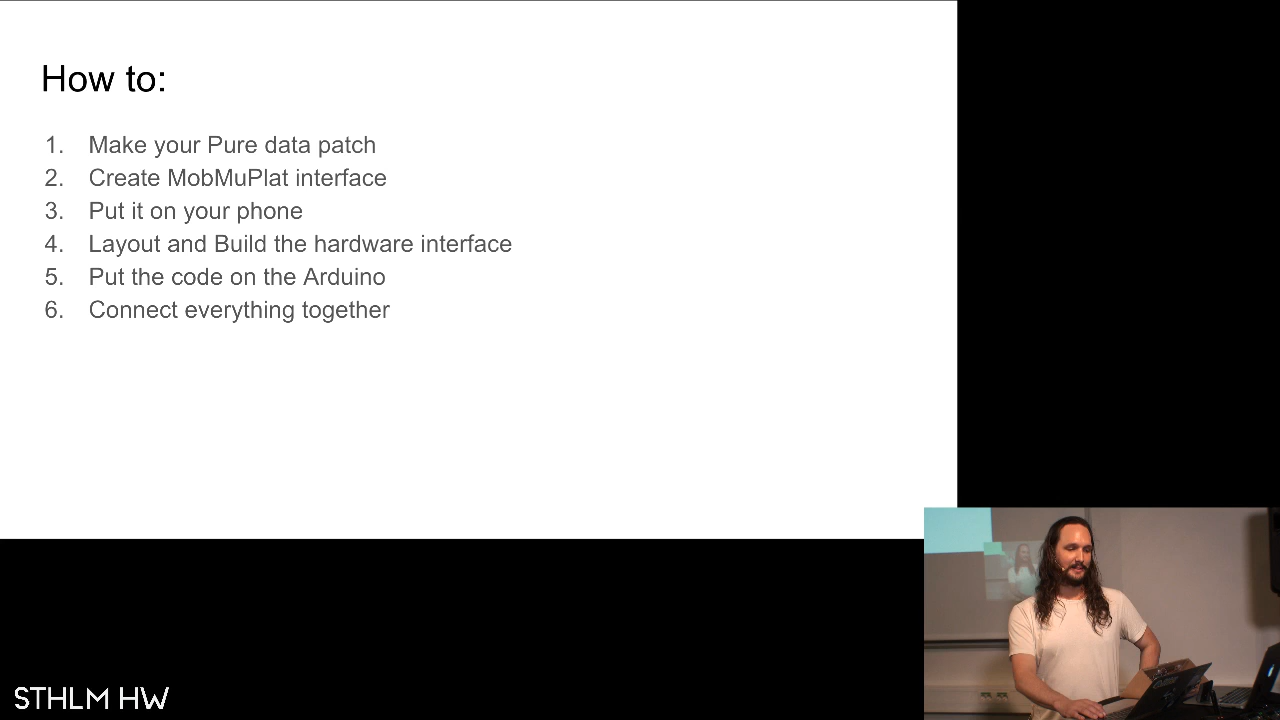 How to:
1. Make your Pure data patch
2. Create MobMuPlat interface
3. Put it on your phone
4. Layout and Build the hardware interface
5. Put the code on the Arduino
6. Connect everything together
STHLM HW